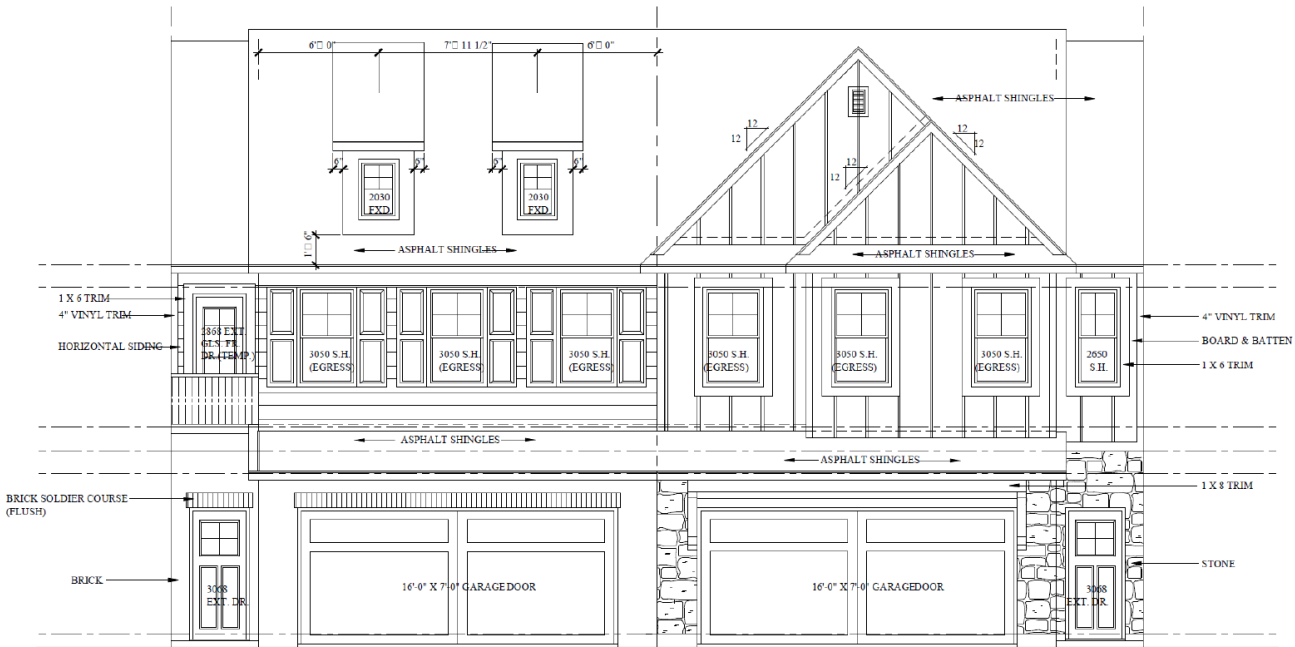 6'□ 0" 7'□ 11 1/2" 6'□ 0"
ASPHALT SHINGLES
12
12
12
12
12
12
6" 6" 6" 6"
2030
FXD.
2030
FXD.
1'□ 6"
ASPHALT SHINGLES
ASPHALT SHINGLES
1 X 6 TRIM
4" VINYL TRIM
HORIZONTAL SIDING
2868 EXT.
GLS. FR.
DR.(TEMP.)
3050 S.H.
(EGRESS)
3050 S.H.
(EGRESS)
3050 S.H.
(EGRESS)
3050 S.H.
(EGRESS)
3050 S.H.
(EGRESS)
3050 S.H.
(EGRESS)
2650
S.H.
4" VINYL TRIM
BOARD & BATTEN
1 X 6 TRIM
ASPHALT SHINGLES
ASPHALT SHINGLES
1 X 8 TRIM
BRICK SOLDIER COURSE
(FLUSH)
BRICK
3068
EXT. DR.
16'-0" X 7'-0" GARAGE DOOR
16'-0" X 7'-0" GARAGE DOOR
3068
EXT. DR.
STONE